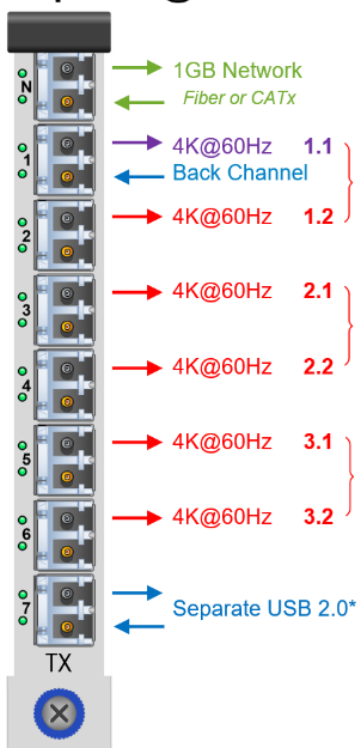 N
1GB Network
Fiber or CATx
1
4K@60Hz 1.1
Back Channel
2
4K@60Hz 1.2
3
4K@60Hz 2.1
4
4K@60Hz 2.2
5
4K@60Hz 3.1
6
4K@60Hz 3.2
7
Separate USB 2.0*
TX